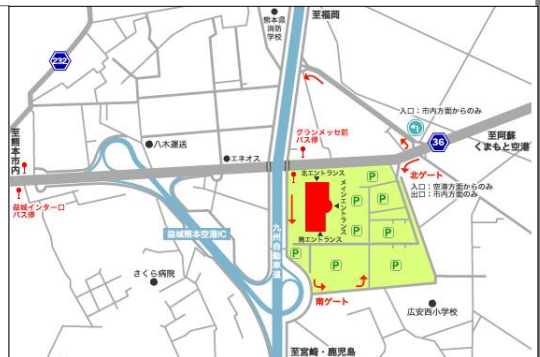 熊本県
消防
学校
至福岡
232
入口：市内方面からのみ
至熊本市内
八木運送
グランメッセ前
バス停
36
至阿蘇
くまもと空港
エネオス
北エントランス
P
北ゲート
入口：空港方面からのみ
出口：市内方面のみ
益城インター口
バス停
メインエントランス
P
P
P
益城熊本空港IC
九州自動車道
南エントランス
P
P
さくら病院
P
P
P
南ゲート
広安西小学校
至宮崎・鹿児島